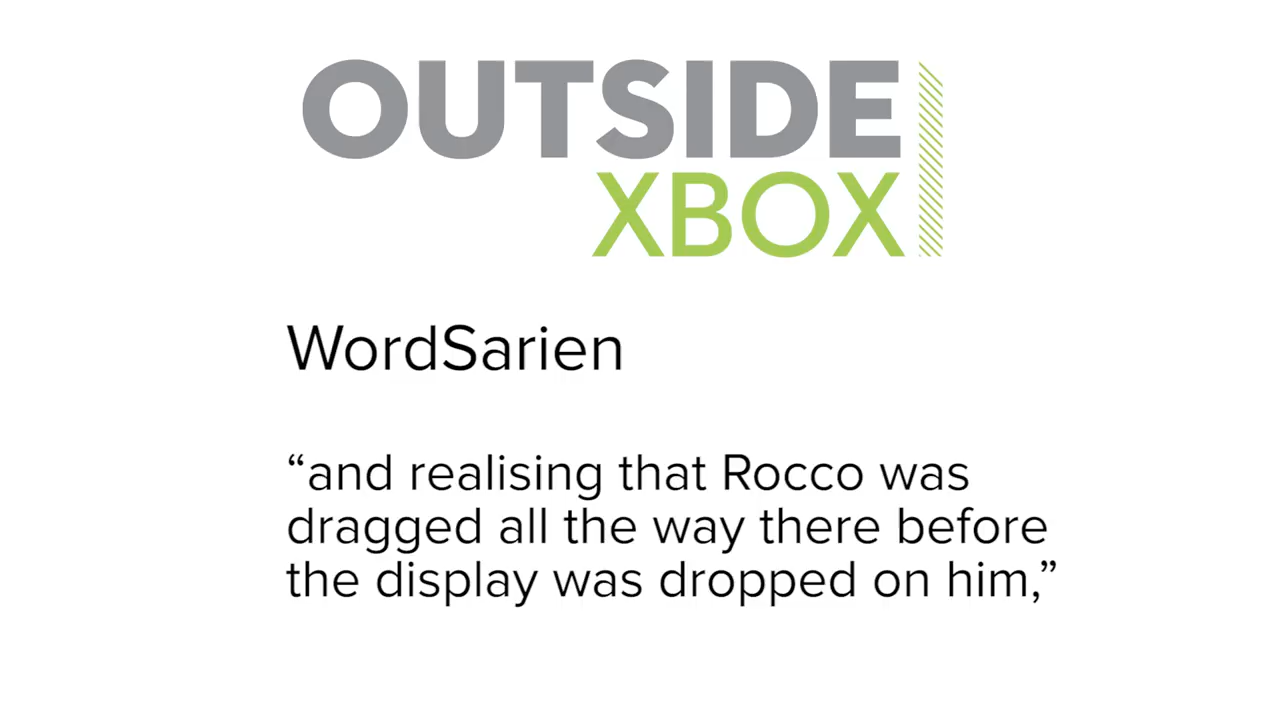 OUTSIDE
XBOX
WordSarien
“and realising that Rocco was
dragged all the way there before
the display was dropped on him,”